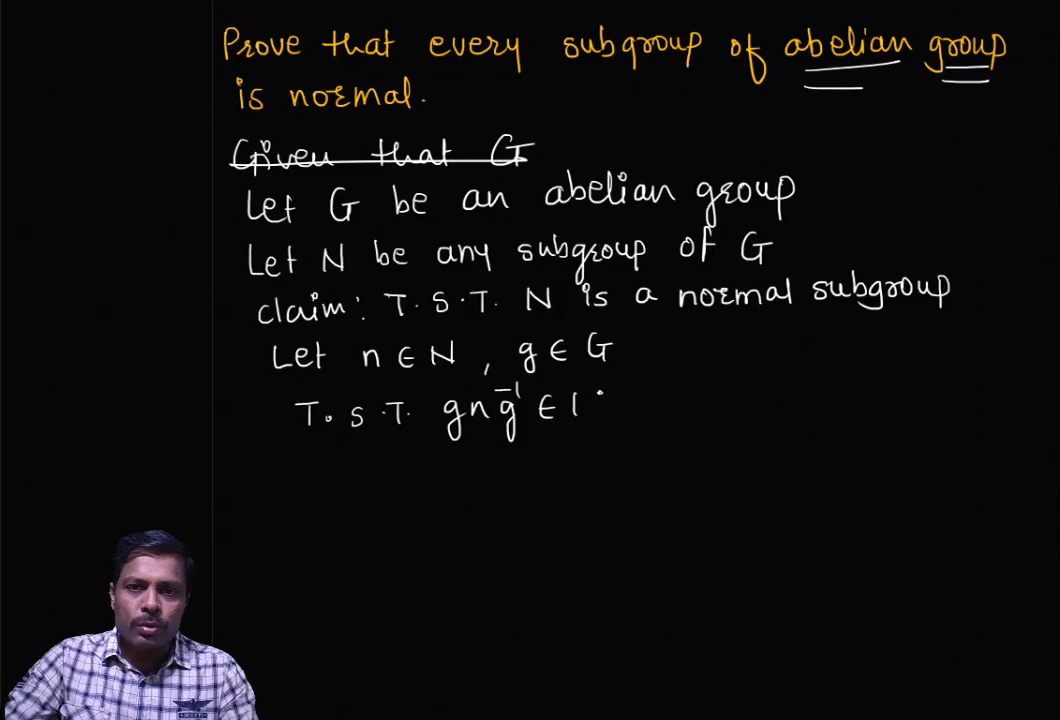 Prove that every subgroup of abelian group
is normal.
Given that G
Let G be an abelian group
Let N be any subgroup of G
claim: T.S.T. N is a normal subgroup
Let n ∈ N , g ∈ G
T.S.T. gng⁻¹ ∈